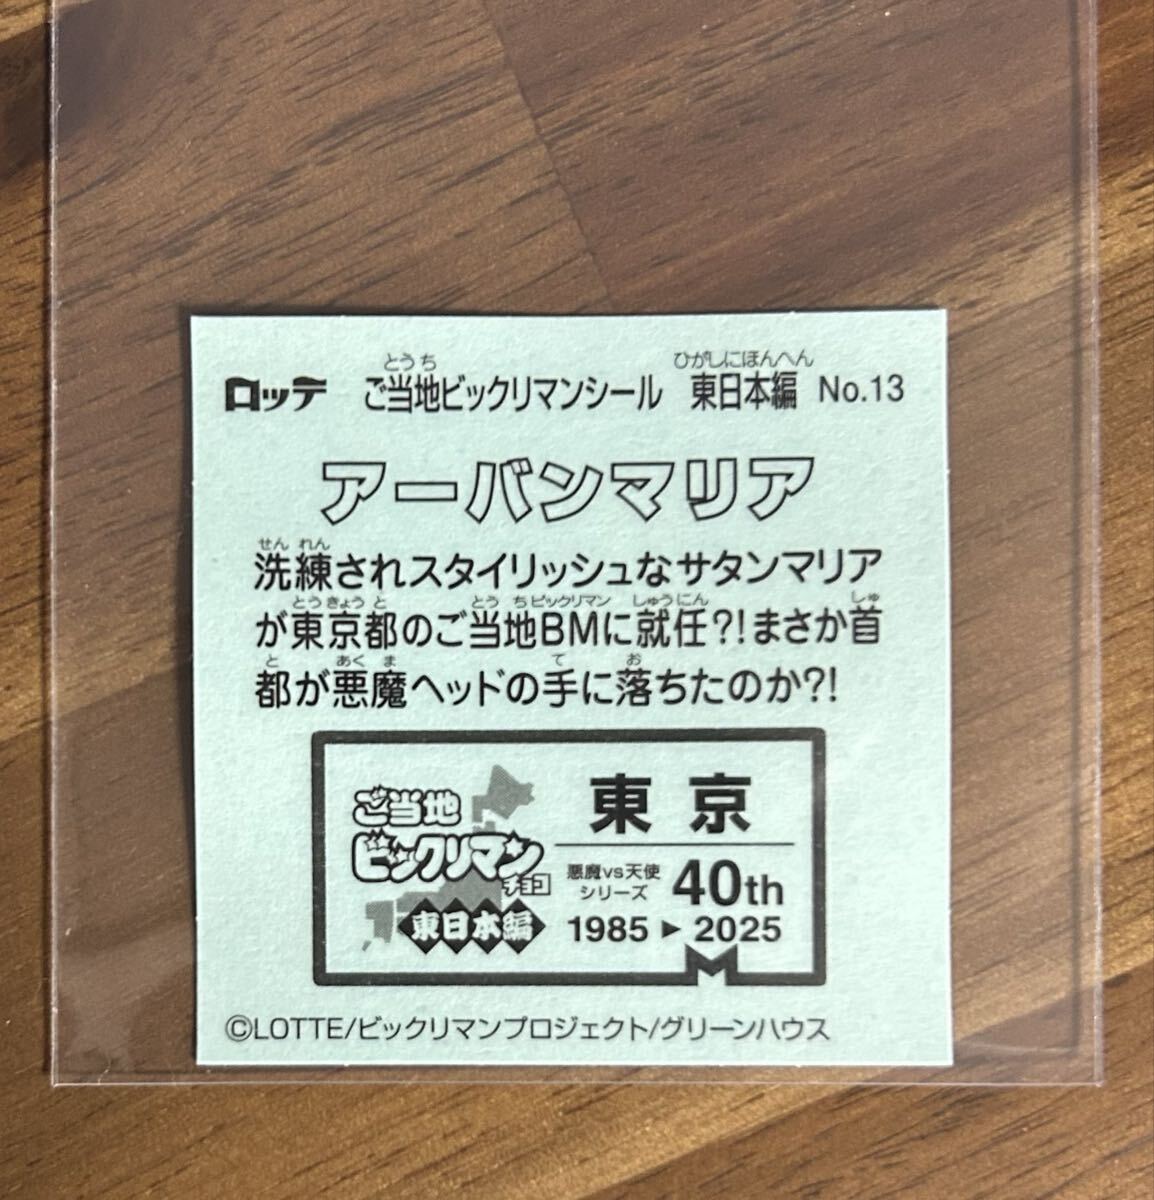 ロッテ ご当地ビックリマンシール 東日本編 No.13
とうち ひがしにほんへん
アーバンマリア
せん れん
洗練されスタイリッシュなサタンマリア
とうきょう と とう ち ビックリマン しゅうにん しゅ
が東京都のご当地BMに就任?!まさか首
と あく ま て お
都が悪魔ヘッドの手に落ちたのか?!
ご当地
ビックリマン
チョコ
東日本編
東京
悪魔vs天使
シリーズ 40th
1985 ▶ 2025
©LOTTE/ビックリマンプロジェクト/グリーンハウス